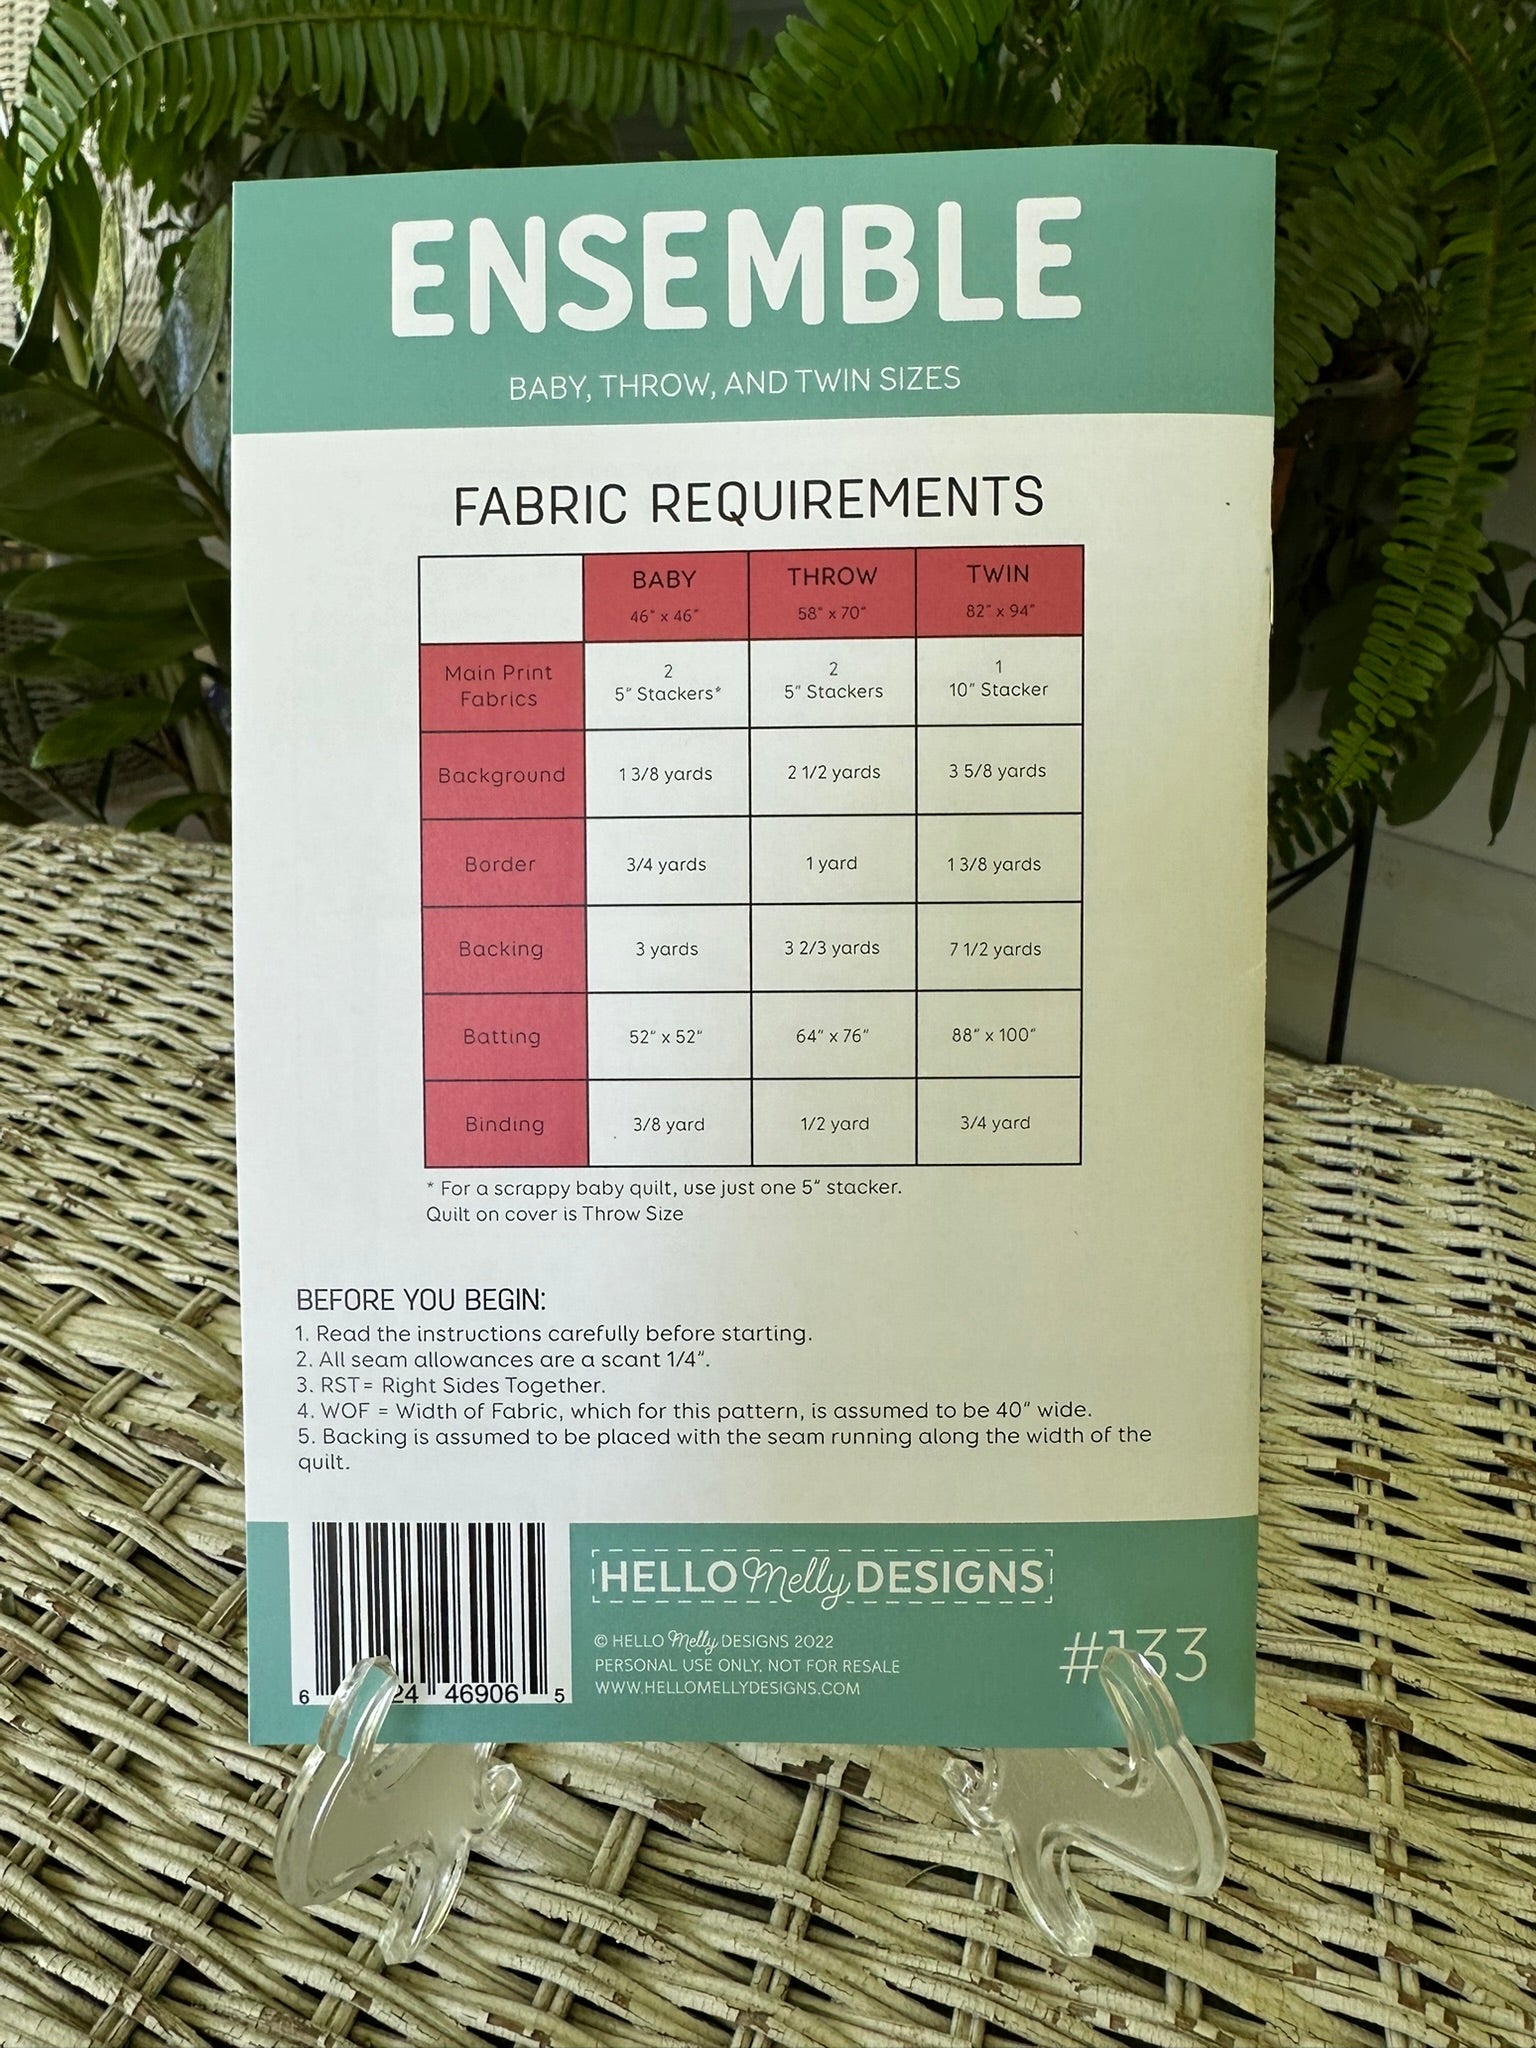 ENSEMBLE
BABY, THROW, AND TWIN SIZES
FABRIC REQUIREMENTS
BABY THROW TWIN
46" x 46" 58" x 70" 82" x 94"
Main Print Fabrics 2 5" Stackers* 2 5" Stackers 1 10" Stacker
Background 1 3/8 yards 2 1/2 yards 3 5/8 yards
Border 3/4 yards 1 yard 1 3/8 yards
Backing 3 yards 3 2/3 yards 7 1/2 yards
Batting 52" x 52" 64" x 76" 88" x 100"
Binding 3/8 yard 1/2 yard 3/4 yard
* For a scrappy baby quilt, use just one 5" stacker.
Quilt on cover is Throw Size
BEFORE YOU BEGIN:
1. Read the instructions carefully before starting.
2. All seam allowances are a scant 1/4".
3. RST= Right Sides Together.
4. WOF = Width of Fabric, which for this pattern, is assumed to be 40" wide.
5. Backing is assumed to be placed with the seam running along the width of the
quilt.
HELLO Melly DESIGNS
© HELLO Melly DESIGNS 2022
PERSONAL USE ONLY, NOT FOR RESALE
WWW.HELLOMELLYDESIGNS.COM
#133
6 24 46906 5